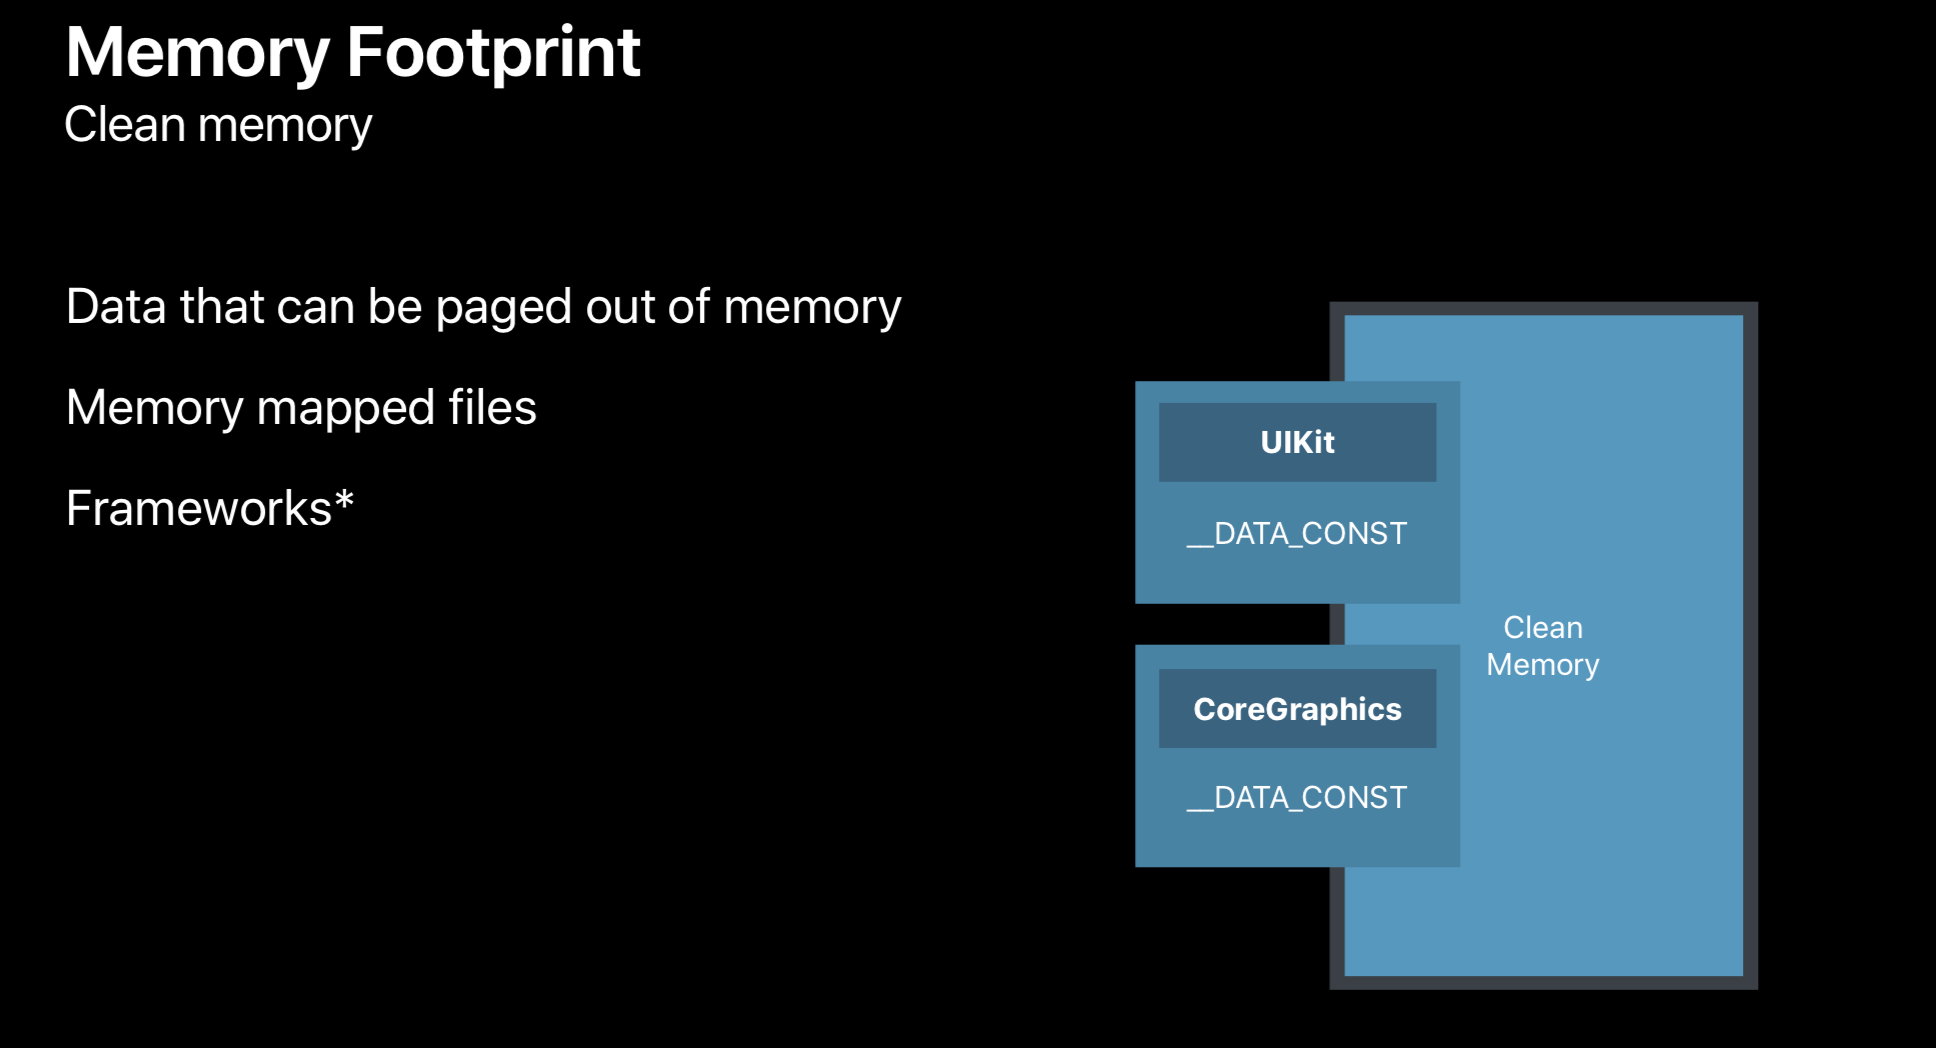 Memory Footprint
Clean memory
Data that can be paged out of memory
Memory mapped files
Frameworks*
UIKit
__DATA_CONST
CoreGraphics
__DATA_CONST
Clean
Memory